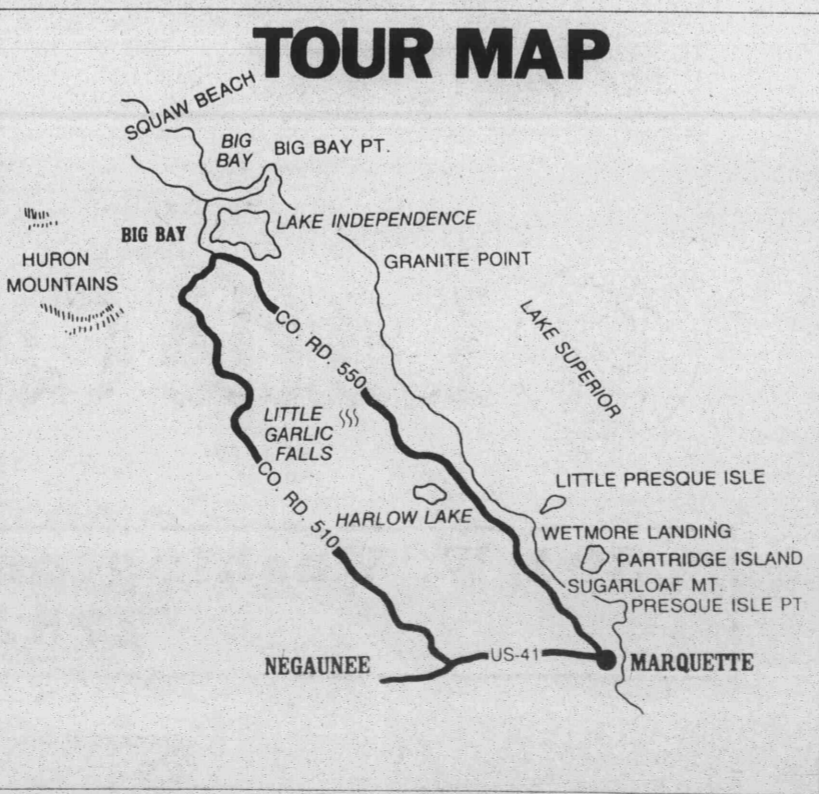 TOUR MAP
SQUAW BEACH
BIG
BAY
BIG BAY PT.
LAKE INDEPENDENCE
BIG BAY
GRANITE POINT
HURON
MOUNTAINS
LAKE SUPERIOR
CO. RD. 550
LITTLE
GARLIC
FALLS
CO. RD. 510
LITTLE PRESQUE ISLE
HARLOW LAKE
WETMORE LANDING
PARTRIDGE ISLAND
SUGARLOAF MT.
PRESQUE ISLE PT
NEGAUNEE
US-41
MARQUETTE